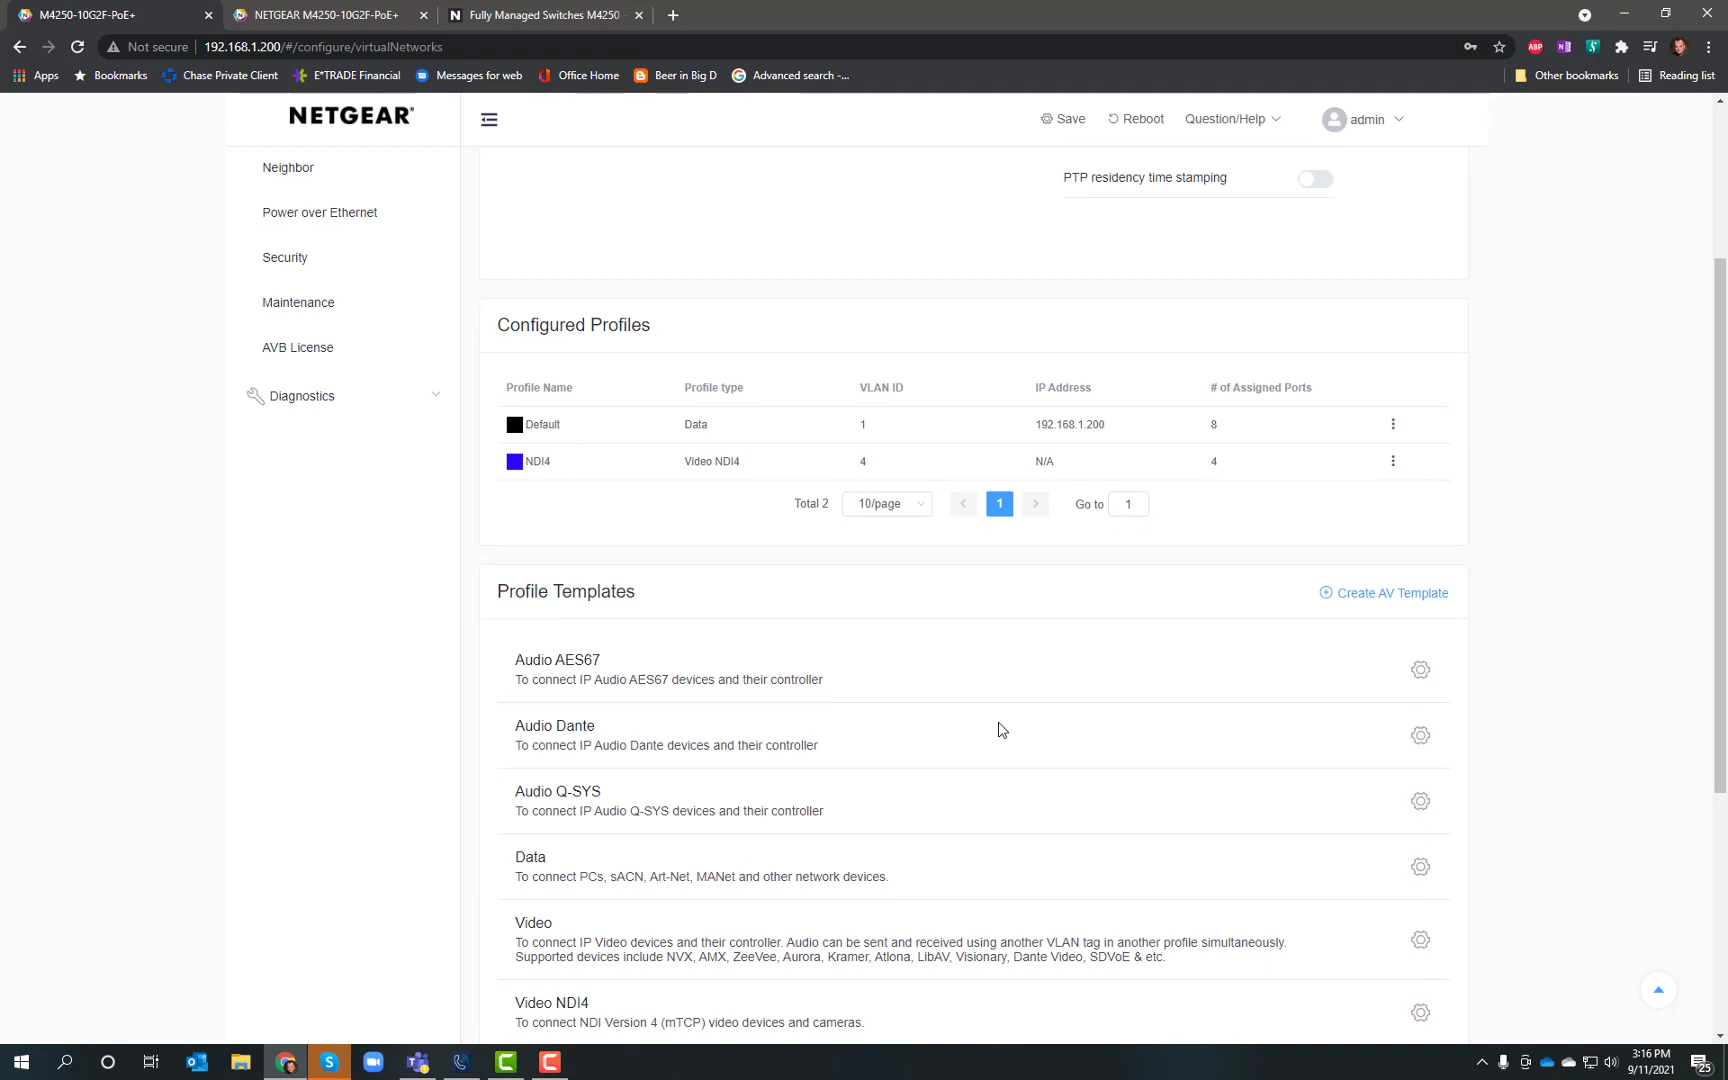 M4250-10G2F-PoE+
NETGEAR M4250-10G2F-PoE+
N Fully Managed Switches M4250
Not secure 192.168.1.200/#/configure/virtualNetworks
ABP
Apps Bookmarks Chase Private Client E*TRADE Financial Messages for web Office Home Beer in Big D Advanced search -... Other bookmarks Reading list
NETGEAR®
Save Reboot Question/Help admin
Neighbor
Power over Ethernet
Security
Maintenance
AVB License
Diagnostics
PTP residency time stamping
Configured Profiles
Profile Name Profile type VLAN ID IP Address # of Assigned Ports
Default Data 1 192.168.1.200 8
NDI4 Video NDI4 4 N/A 4
Total 2 10/page 1 Go to 1
Profile Templates Create AV Template
Audio AES67
To connect IP Audio AES67 devices and their controller
Audio Dante
To connect IP Audio Dante devices and their controller
Audio Q-SYS
To connect IP Audio Q-SYS devices and their controller
Data
To connect PCs, sACN, Art-Net, MANet and other network devices.
Video
To connect IP Video devices and their controller. Audio can be sent and received using another VLAN tag in another profile simultaneously.
Supported devices include NVX, AMX, ZeeVee, Aurora, Kramer, Atlona, LibAV, Visionary, Dante Video, SDVoE & etc.
Video NDI4
To connect NDI Version 4 (mTCP) video devices and cameras.
3:16 PM
9/11/2021
25